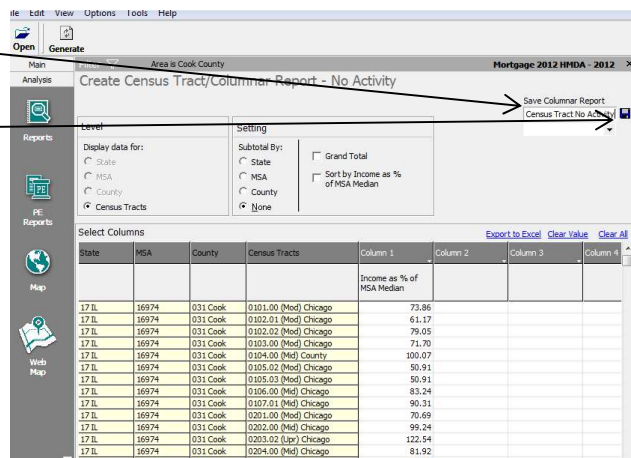 ile Edit View Options Tools Help
Open Generate
Main Filter Area is Cook County Mortgage 2012 HMDA - 2012 ×
Analysis Create Census Tract/Columnar Report - No Activity
Save Columnar Report
Census Tract No Activity
Reports
PE
PE Reports
Map
Web Map
Level
Display data for:
State
MSA
County
Census Tracts
Setting
Subtotal By:
State
MSA
County
None
Grand Total
Sort by Income as %
of MSA Median
Select Columns Export to Excel Clear Value Clear All
State MSA County Census Tracts Column 1 Column 2 Column 3 Column 4
Income as % of
MSA Median
17 IL 16974 031 Cook 0101.00 (Mod) Chicago 73.86
17 IL 16974 031 Cook 0102.01 (Mod) Chicago 61.17
17 IL 16974 031 Cook 0102.02 (Mod) Chicago 79.05
17 IL 16974 031 Cook 0103.00 (Mod) Chicago 71.70
17 IL 16974 031 Cook 0104.00 (Mid) County 100.07
17 IL 16974 031 Cook 0105.02 (Mod) Chicago 50.91
17 IL 16974 031 Cook 0105.03 (Mod) Chicago 50.91
17 IL 16974 031 Cook 0106.00 (Mid) Chicago 83.24
17 IL 16974 031 Cook 0107.01 (Mid) Chicago 90.31
17 IL 16974 031 Cook 0201.00 (Mod) Chicago 70.69
17 IL 16974 031 Cook 0202.00 (Mid) Chicago 99.24
17 IL 16974 031 Cook 0203.02 (Upr) Chicago 122.54
17 IL 16974 031 Cook 0204.00 (Mid) Chicago 81.92